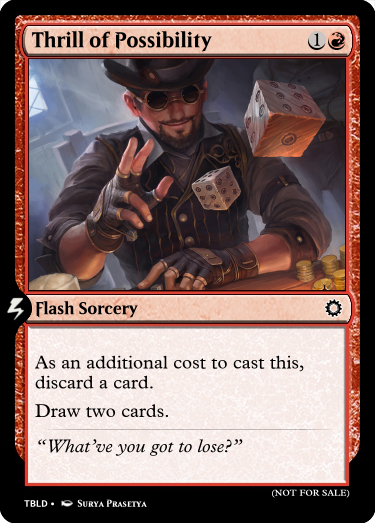 Thrill of Possibility 1
Flash Sorcery
As an additional cost to cast this,
discard a card.
Draw two cards.
“What’ve you got to lose?”
(NOT FOR SALE)
TBLD • Surya Prasetya